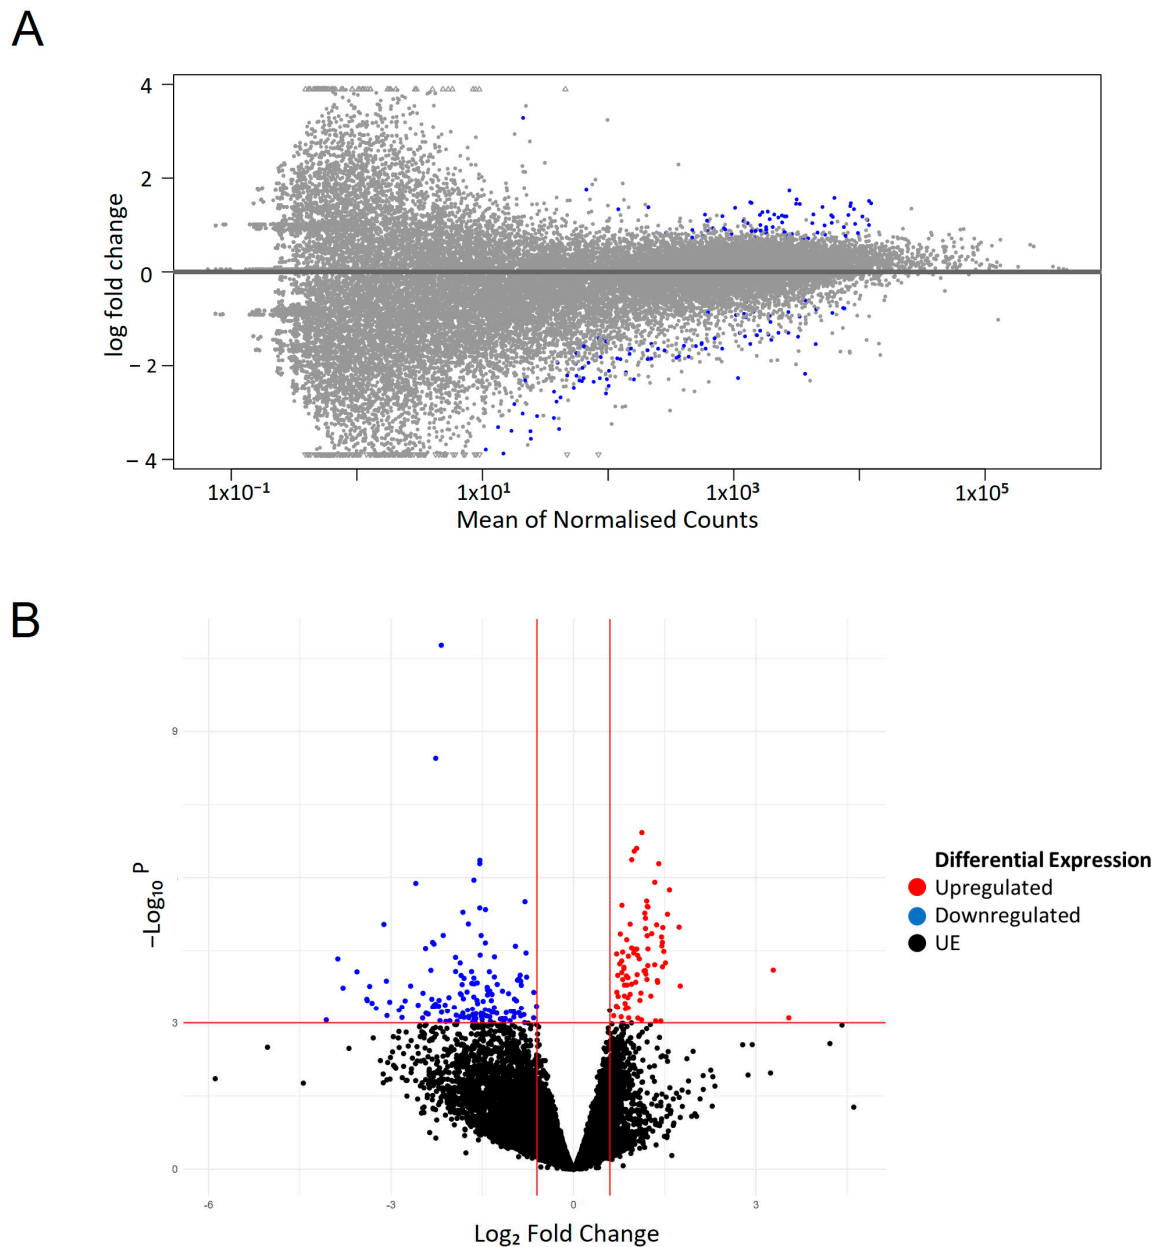 A
4
2
0
− 2
− 4
log fold change
1x10⁻¹
1x10¹
1x10³
1x10⁵
Mean of Normalised Counts
B
9
3
0
−Log₁₀ P
-6
-3
0
3
Log₂ Fold Change
Differential Expression
Upregulated
Downregulated
UE